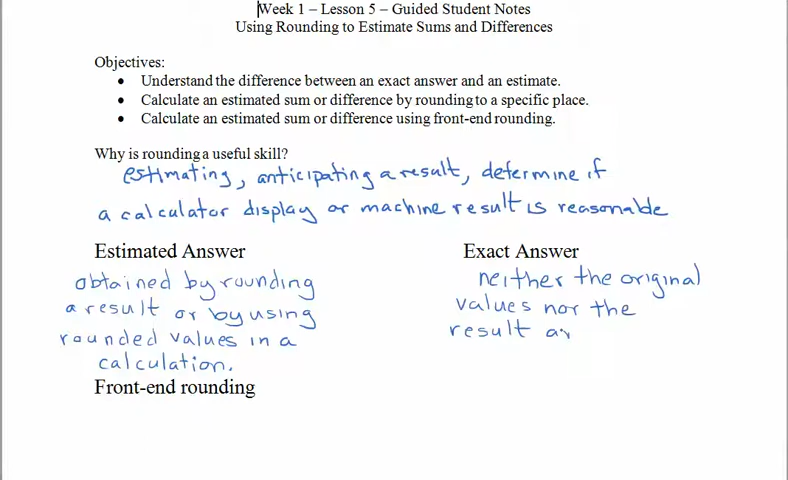 Week 1 – Lesson 5 – Guided Student Notes
Using Rounding to Estimate Sums and Differences
Objectives:
• Understand the difference between an exact answer and an estimate.
• Calculate an estimated sum or difference by rounding to a specific place.
• Calculate an estimated sum or difference using front-end rounding.
Why is rounding a useful skill?
estimating, anticipating a result, determine if
a calculator display or machine result is reasonable
Estimated Answer
obtained by rounding
a result or by using
rounded values in a
calculation.
Exact Answer
neither the original
values nor the
result
Front-end rounding